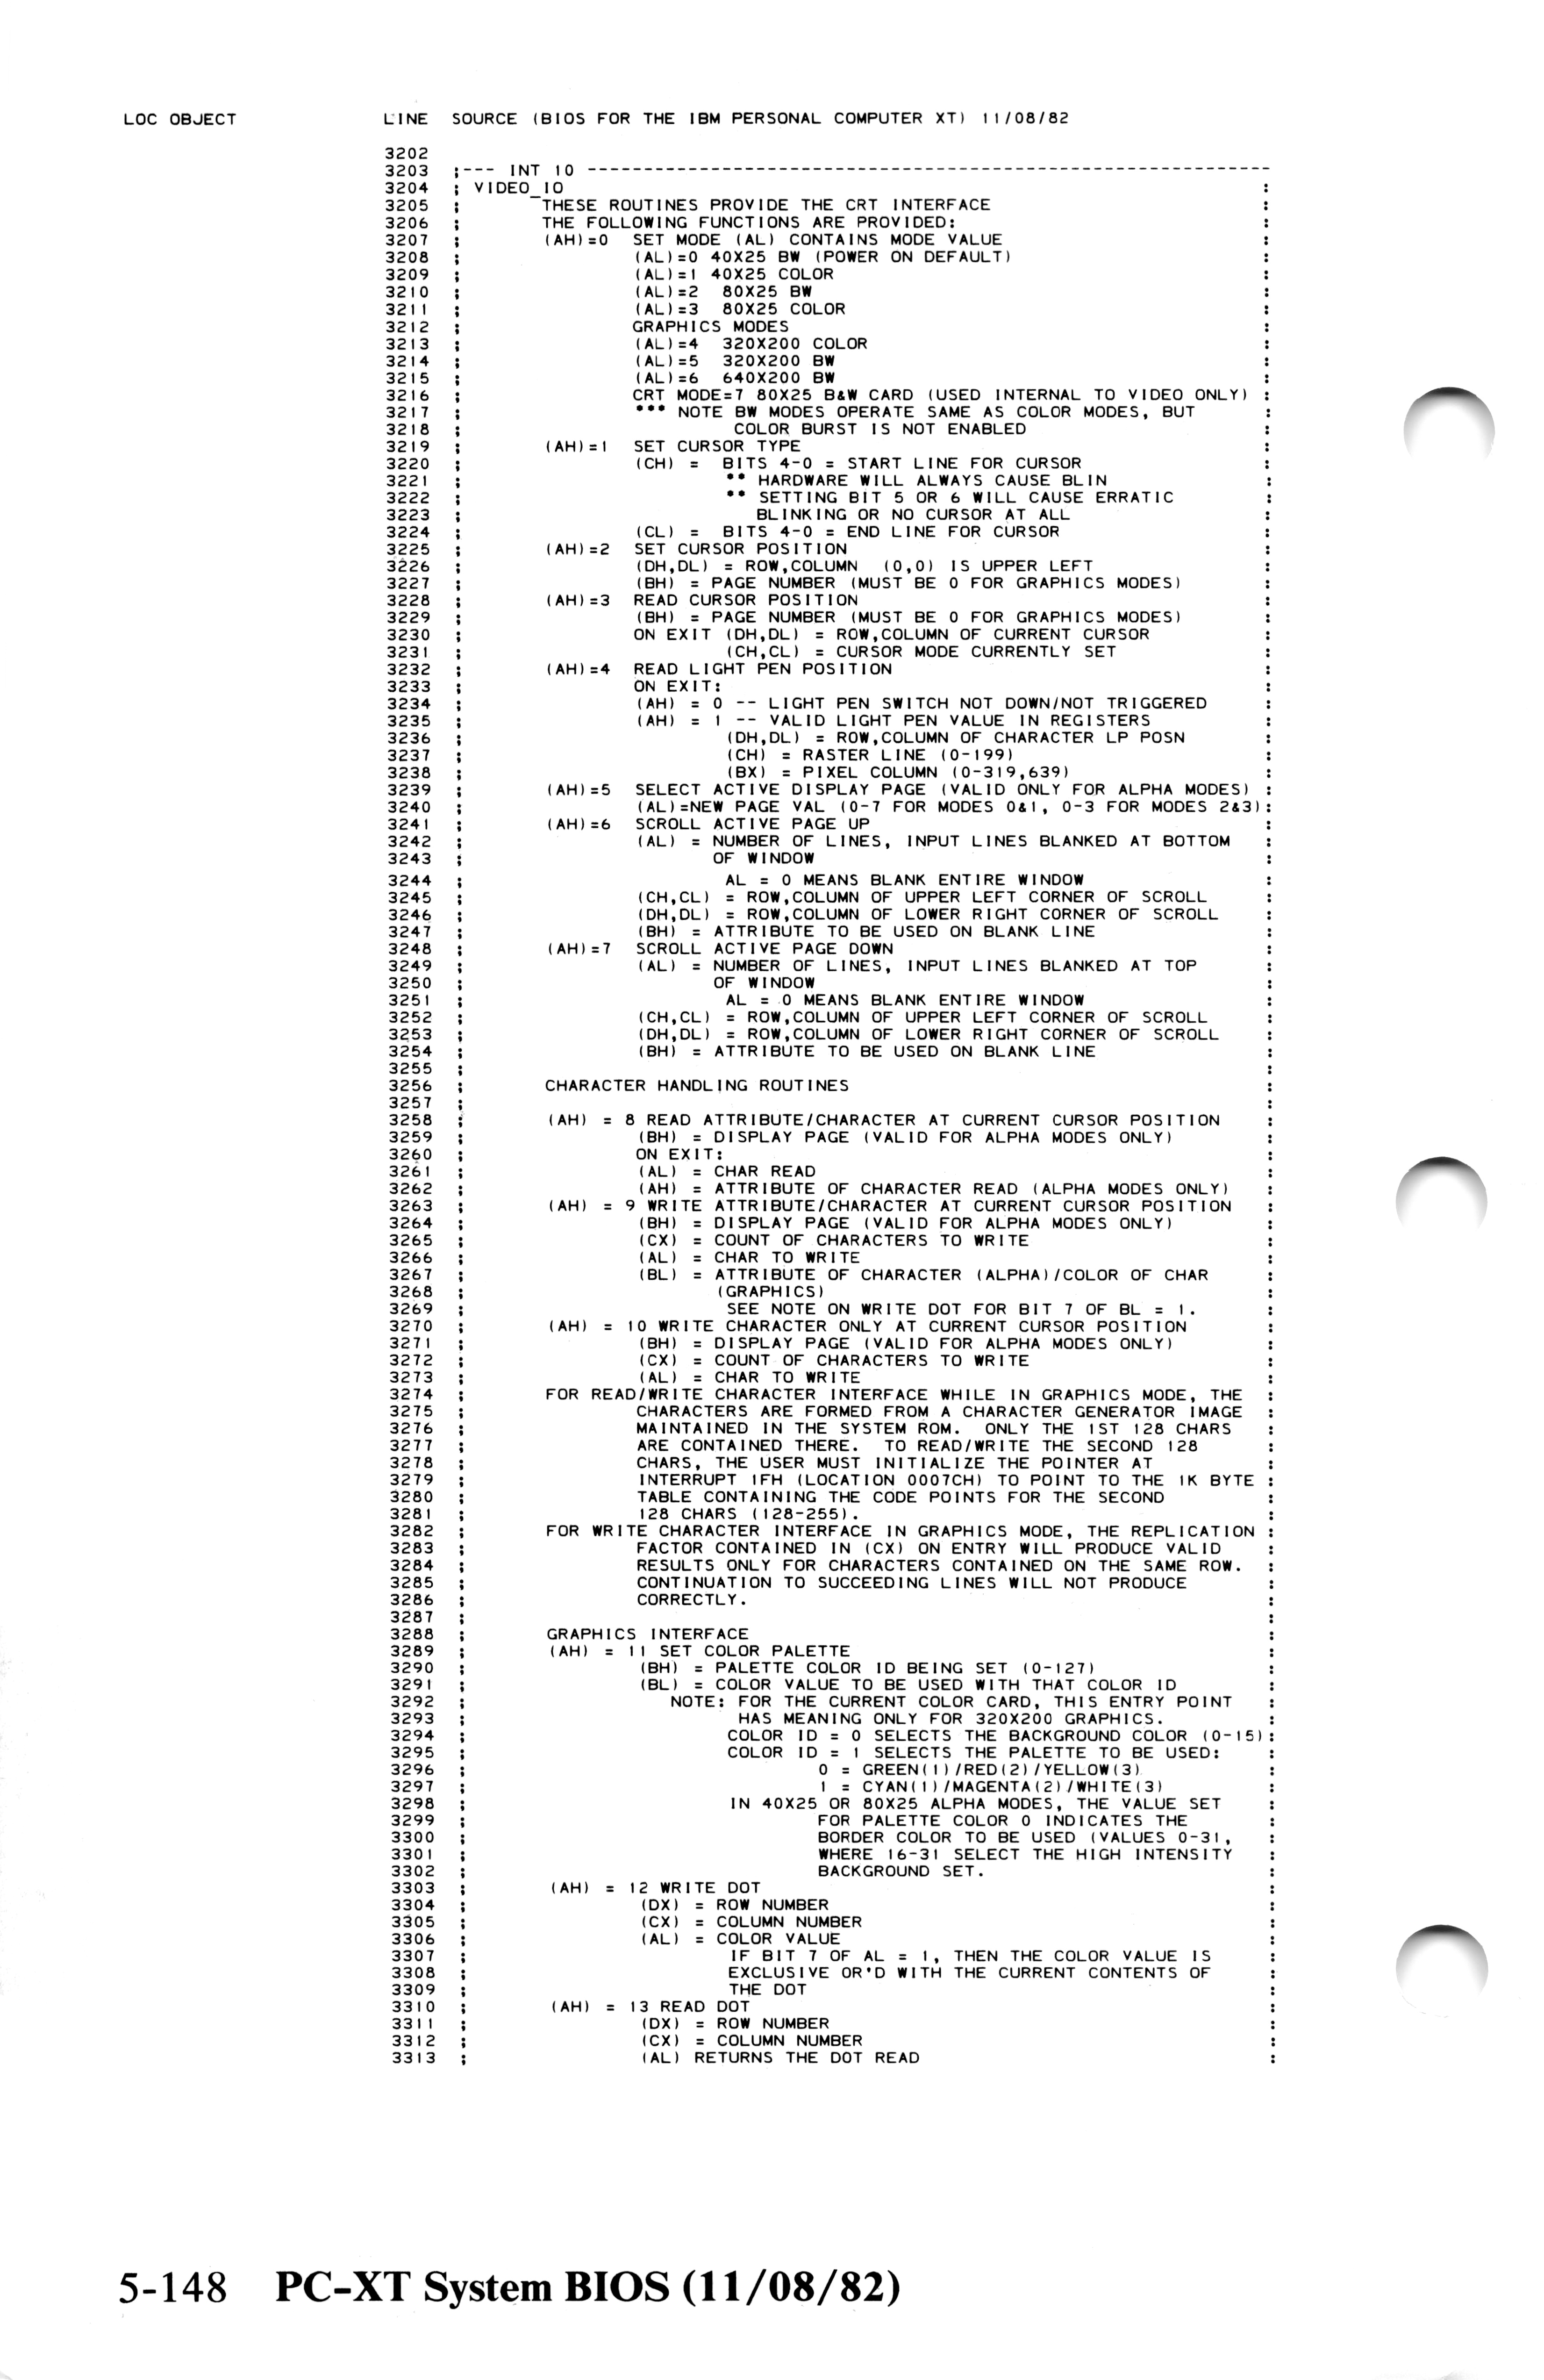 LOC OBJECT LINE SOURCE (BIOS FOR THE IBM PERSONAL COMPUTER XT) 11/08/82
3202
3203 ;--- INT 10 -------------------------------------------------------------
3204 ; VIDEO_IO :
3205 ; THESE ROUTINES PROVIDE THE CRT INTERFACE :
3206 ; THE FOLLOWING FUNCTIONS ARE PROVIDED: :
3207 ; (AH)=0 SET MODE (AL) CONTAINS MODE VALUE :
3208 ; (AL)=0 40X25 BW (POWER ON DEFAULT) :
3209 ; (AL)=1 40X25 COLOR :
3210 ; (AL)=2 80X25 BW :
3211 ; (AL)=3 80X25 COLOR :
3212 ; GRAPHICS MODES :
3213 ; (AL)=4 320X200 COLOR :
3214 ; (AL)=5 320X200 BW :
3215 ; (AL)=6 640X200 BW :
3216 ; CRT MODE=7 80X25 B&W CARD (USED INTERNAL TO VIDEO ONLY) :
3217 ; *** NOTE BW MODES OPERATE SAME AS COLOR MODES, BUT :
3218 ; COLOR BURST IS NOT ENABLED :
3219 ; (AH)=1 SET CURSOR TYPE :
3220 ; (CH) = BITS 4-0 = START LINE FOR CURSOR :
3221 ; ** HARDWARE WILL ALWAYS CAUSE BLIN :
3222 ; ** SETTING BIT 5 OR 6 WILL CAUSE ERRATIC :
3223 ; BLINKING OR NO CURSOR AT ALL :
3224 ; (CL) = BITS 4-0 = END LINE FOR CURSOR :
3225 ; (AH)=2 SET CURSOR POSITION :
3226 ; (DH,DL) = ROW,COLUMN (0,0) IS UPPER LEFT :
3227 ; (BH) = PAGE NUMBER (MUST BE 0 FOR GRAPHICS MODES) :
3228 ; (AH)=3 READ CURSOR POSITION :
3229 ; (BH) = PAGE NUMBER (MUST BE 0 FOR GRAPHICS MODES) :
3230 ; ON EXIT (DH,DL) = ROW,COLUMN OF CURRENT CURSOR :
3231 ; (CH,CL) = CURSOR MODE CURRENTLY SET :
3232 ; (AH)=4 READ LIGHT PEN POSITION :
3233 ; ON EXIT: :
3234 ; (AH) = 0 -- LIGHT PEN SWITCH NOT DOWN/NOT TRIGGERED :
3235 ; (AH) = 1 -- VALID LIGHT PEN VALUE IN REGISTERS :
3236 ; (DH,DL) = ROW,COLUMN OF CHARACTER LP POSN :
3237 ; (CH) = RASTER LINE (0-199) :
3238 ; (BX) = PIXEL COLUMN (0-319,639) :
3239 ; (AH)=5 SELECT ACTIVE DISPLAY PAGE (VALID ONLY FOR ALPHA MODES) :
3240 ; (AL)=NEW PAGE VAL (0-7 FOR MODES 0&1, 0-3 FOR MODES 2&3):
3241 ; (AH)=6 SCROLL ACTIVE PAGE UP :
3242 ; (AL) = NUMBER OF LINES, INPUT LINES BLANKED AT BOTTOM :
3243 ; OF WINDOW :
3244 ; AL = 0 MEANS BLANK ENTIRE WINDOW :
3245 ; (CH,CL) = ROW,COLUMN OF UPPER LEFT CORNER OF SCROLL :
3246 ; (DH,DL) = ROW,COLUMN OF LOWER RIGHT CORNER OF SCROLL :
3247 ; (BH) = ATTRIBUTE TO BE USED ON BLANK LINE :
3248 ; (AH)=7 SCROLL ACTIVE PAGE DOWN :
3249 ; (AL) = NUMBER OF LINES, INPUT LINES BLANKED AT TOP :
3250 ; OF WINDOW :
3251 ; AL = 0 MEANS BLANK ENTIRE WINDOW :
3252 ; (CH,CL) = ROW,COLUMN OF UPPER LEFT CORNER OF SCROLL :
3253 ; (DH,DL) = ROW,COLUMN OF LOWER RIGHT CORNER OF SCROLL :
3254 ; (BH) = ATTRIBUTE TO BE USED ON BLANK LINE :
3255 ; :
3256 ; CHARACTER HANDLING ROUTINES :
3257 ; :
3258 ; (AH) = 8 READ ATTRIBUTE/CHARACTER AT CURRENT CURSOR POSITION :
3259 ; (BH) = DISPLAY PAGE (VALID FOR ALPHA MODES ONLY) :
3260 ; ON EXIT: :
3261 ; (AL) = CHAR READ :
3262 ; (AH) = ATTRIBUTE OF CHARACTER READ (ALPHA MODES ONLY) :
3263 ; (AH) = 9 WRITE ATTRIBUTE/CHARACTER AT CURRENT CURSOR POSITION :
3264 ; (BH) = DISPLAY PAGE (VALID FOR ALPHA MODES ONLY) :
3265 ; (CX) = COUNT OF CHARACTERS TO WRITE :
3266 ; (AL) = CHAR TO WRITE :
3267 ; (BL) = ATTRIBUTE OF CHARACTER (ALPHA)/COLOR OF CHAR :
3268 ; (GRAPHICS) :
3269 ; SEE NOTE ON WRITE DOT FOR BIT 7 OF BL = 1. :
3270 ; (AH) = 10 WRITE CHARACTER ONLY AT CURRENT CURSOR POSITION :
3271 ; (BH) = DISPLAY PAGE (VALID FOR ALPHA MODES ONLY) :
3272 ; (CX) = COUNT OF CHARACTERS TO WRITE :
3273 ; (AL) = CHAR TO WRITE :
3274 ; FOR READ/WRITE CHARACTER INTERFACE WHILE IN GRAPHICS MODE, THE :
3275 ; CHARACTERS ARE FORMED FROM A CHARACTER GENERATOR IMAGE :
3276 ; MAINTAINED IN THE SYSTEM ROM. ONLY THE 1ST 128 CHARS :
3277 ; ARE CONTAINED THERE. TO READ/WRITE THE SECOND 128 :
3278 ; CHARS, THE USER MUST INITIALIZE THE POINTER AT :
3279 ; INTERRUPT 1FH (LOCATION 0007CH) TO POINT TO THE 1K BYTE :
3280 ; TABLE CONTAINING THE CODE POINTS FOR THE SECOND :
3281 ; 128 CHARS (128-255). :
3282 ; FOR WRITE CHARACTER INTERFACE IN GRAPHICS MODE, THE REPLICATION :
3283 ; FACTOR CONTAINED IN (CX) ON ENTRY WILL PRODUCE VALID :
3284 ; RESULTS ONLY FOR CHARACTERS CONTAINED ON THE SAME ROW. :
3285 ; CONTINUATION TO SUCCEEDING LINES WILL NOT PRODUCE :
3286 ; CORRECTLY. :
3287 ; :
3288 ; GRAPHICS INTERFACE :
3289 ; (AH) = 11 SET COLOR PALETTE :
3290 ; (BH) = PALETTE COLOR ID BEING SET (0-127) :
3291 ; (BL) = COLOR VALUE TO BE USED WITH THAT COLOR ID :
3292 ; NOTE: FOR THE CURRENT COLOR CARD, THIS ENTRY POINT :
3293 ; HAS MEANING ONLY FOR 320X200 GRAPHICS. :
3294 ; COLOR ID = 0 SELECTS THE BACKGROUND COLOR (0-15):
3295 ; COLOR ID = 1 SELECTS THE PALETTE TO BE USED: :
3296 ; 0 = GREEN(1)/RED(2)/YELLOW(3) :
3297 ; 1 = CYAN(1)/MAGENTA(2)/WHITE(3) :
3298 ; IN 40X25 OR 80X25 ALPHA MODES, THE VALUE SET :
3299 ; FOR PALETTE COLOR 0 INDICATES THE :
3300 ; BORDER COLOR TO BE USED (VALUES 0-31, :
3301 ; WHERE 16-31 SELECT THE HIGH INTENSITY :
3302 ; BACKGROUND SET. :
3303 ; (AH) = 12 WRITE DOT :
3304 ; (DX) = ROW NUMBER :
3305 ; (CX) = COLUMN NUMBER :
3306 ; (AL) = COLOR VALUE :
3307 ; IF BIT 7 OF AL = 1, THEN THE COLOR VALUE IS :
3308 ; EXCLUSIVE OR'D WITH THE CURRENT CONTENTS OF :
3309 ; THE DOT :
3310 ; (AH) = 13 READ DOT :
3311 ; (DX) = ROW NUMBER :
3312 ; (CX) = COLUMN NUMBER :
3313 ; (AL) RETURNS THE DOT READ :
5-148 PC-XT System BIOS (11/08/82)